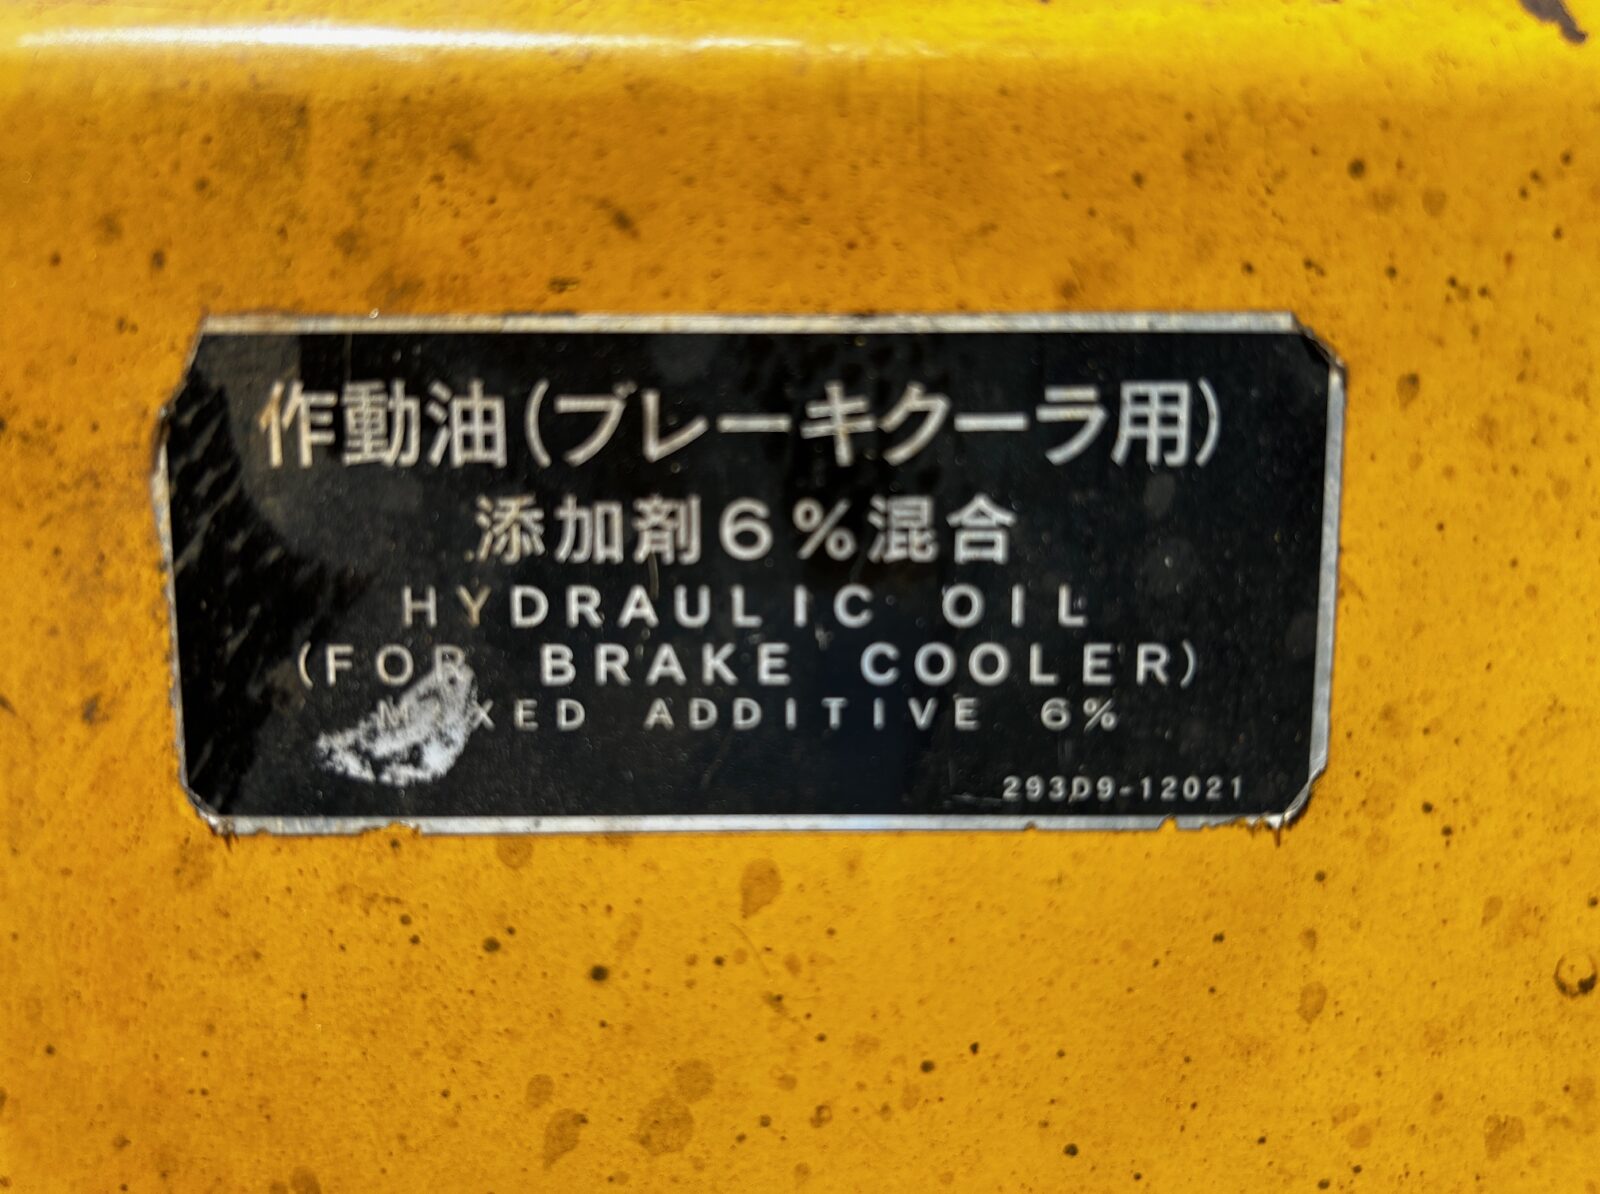 作動油(ブレーキクーラ用)
添加剤6%混合
HYDRAULIC OIL
(FOR BRAKE COOLER)
MIXED ADDITIVE 6%
293D9-12021